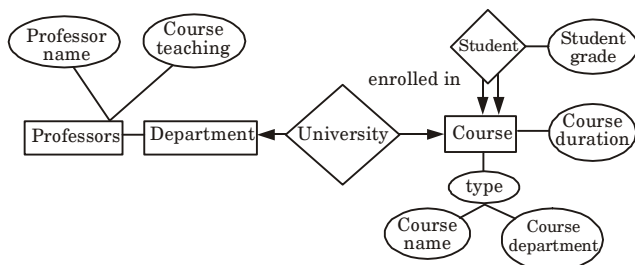 Professor
name
Course
teaching
Student
Student
grade
enrolled in
Professors
Department
University
Course
Course
duration
type
Course
name
Course
department